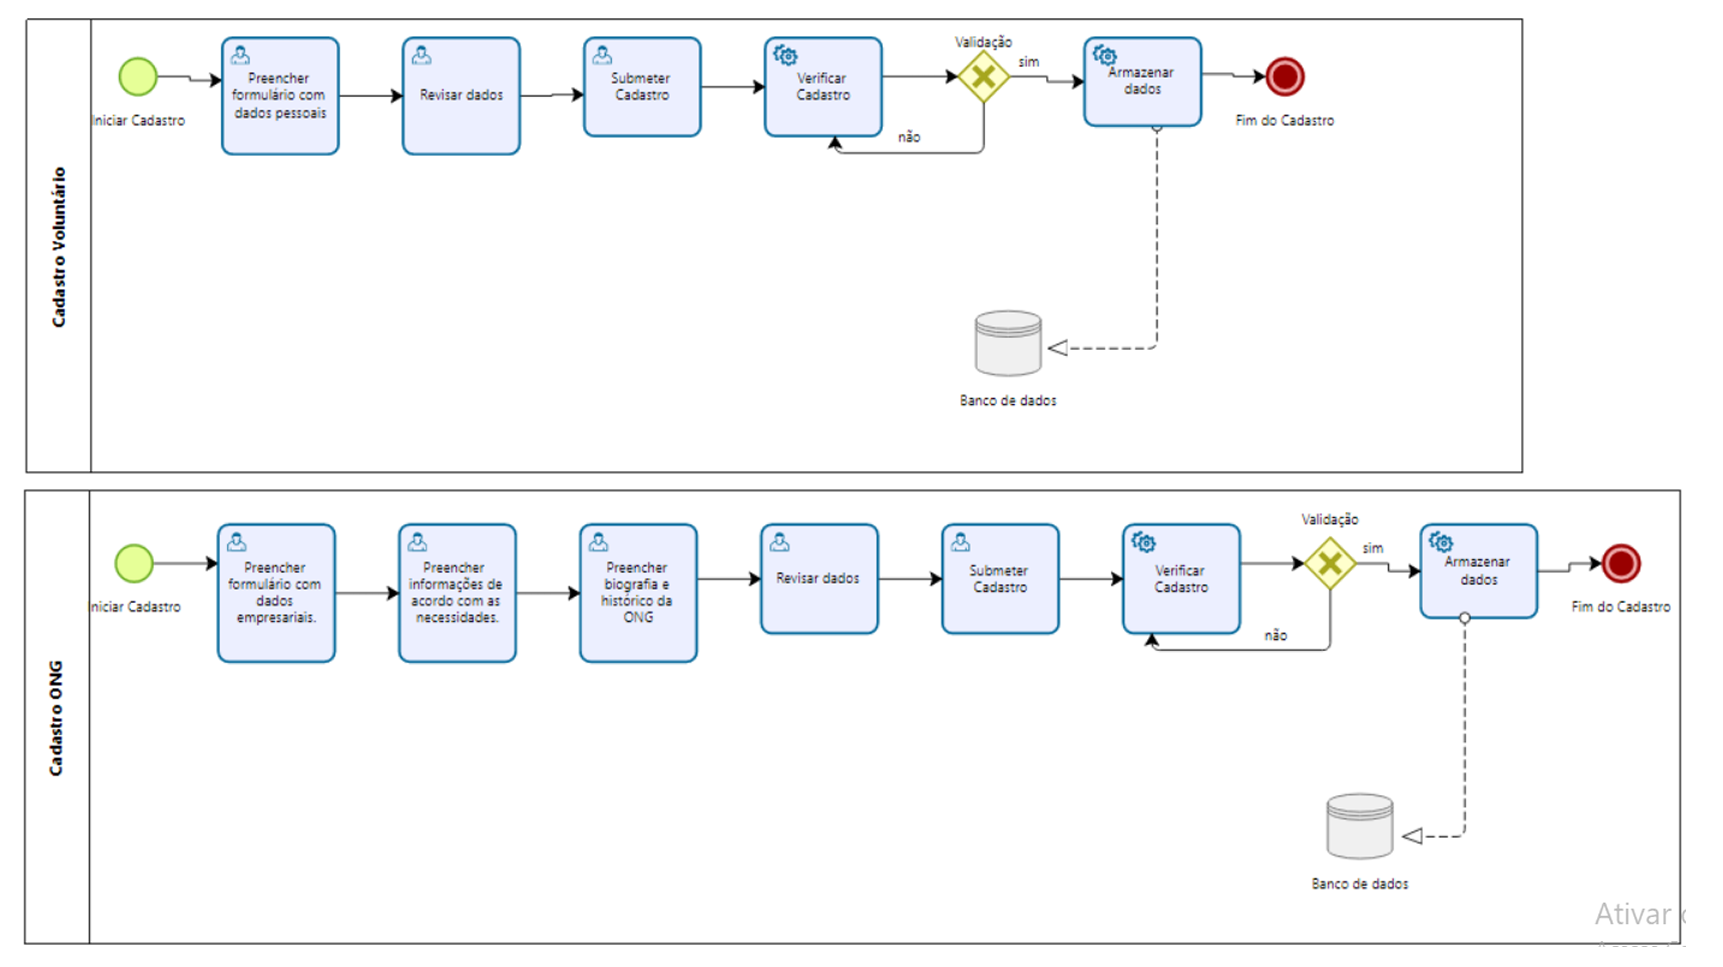 Cadastro Voluntário
Iniciar Cadastro
Preencher
formulário com
dados pessoais
Revisar dados
Submeter
Cadastro
Verificar
Cadastro
Validação
sim
não
Armazenar
dados
Fim do Cadastro
Banco de dados
Cadastro ONG
Iniciar Cadastro
Preencher
formulário com
dados
empresariais.
Preencher
informações de
acordo com as
necessidades.
Preencher
biografia e
histórico da
ONG
Revisar dados
Submeter
Cadastro
Verificar
Cadastro
Validação
sim
não
Armazenar
dados
Fim do Cadastro
Banco de dados
Ativar